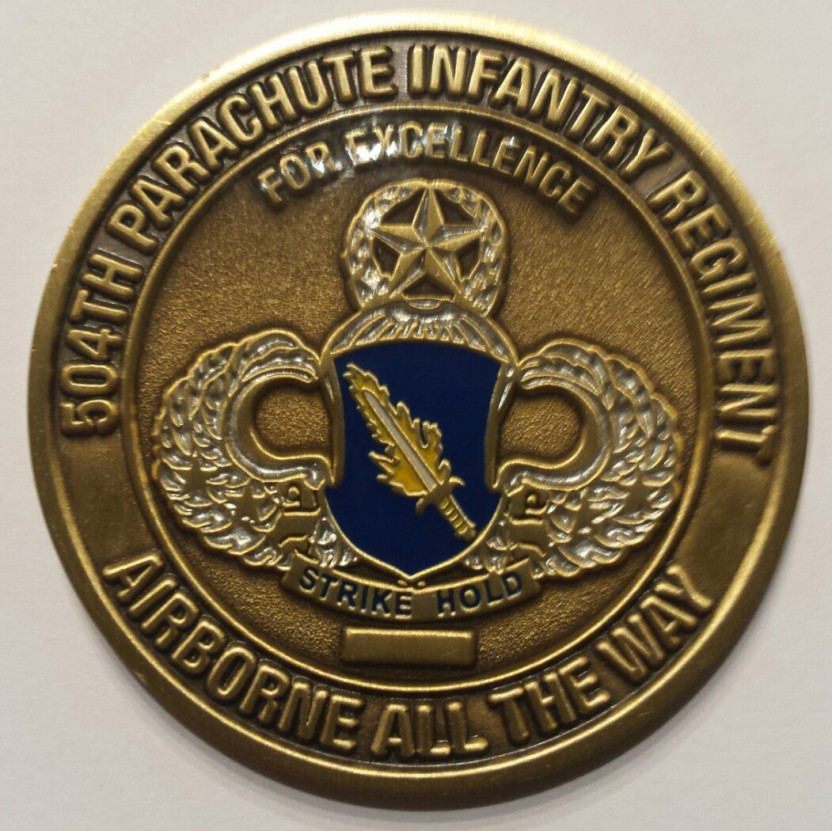 504TH PARACHUTE INFANTRY REGIMENT
FOR EXCELLENCE
STRIKE HOLD
AIRBORNE ALL THE WAY